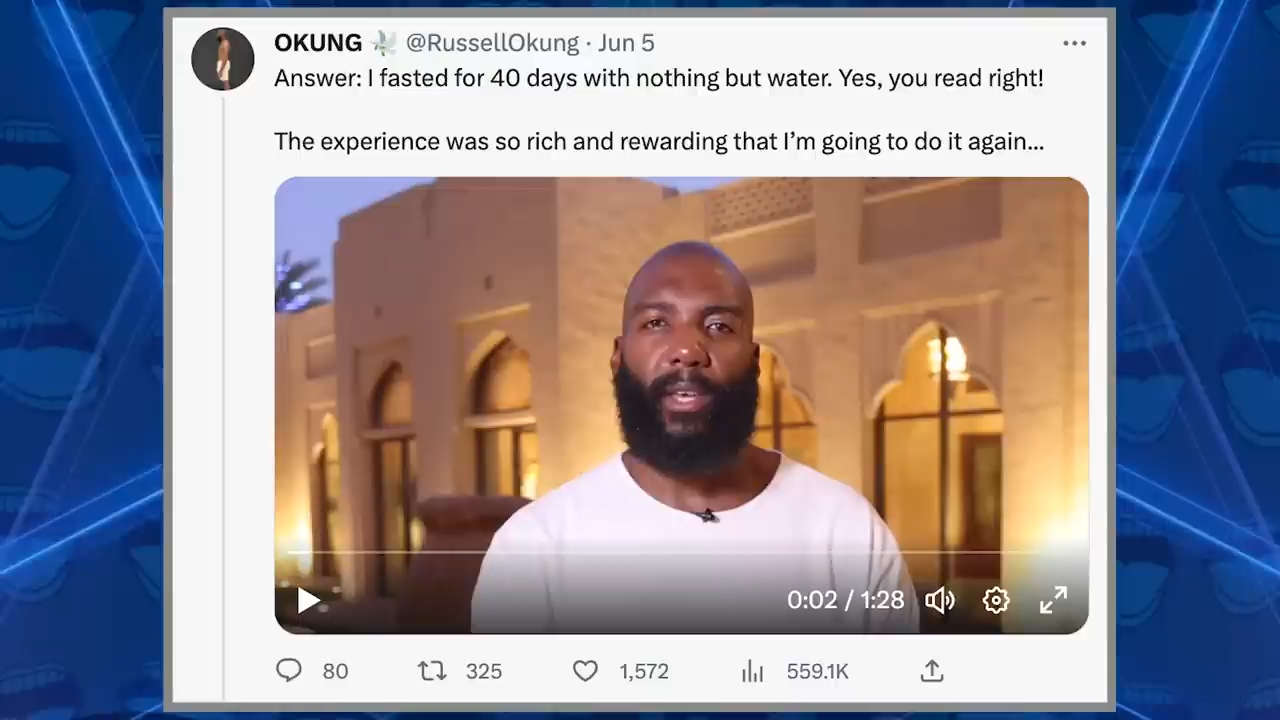 OKUNG 🕊 @RussellOkung · Jun 5
Answer: I fasted for 40 days with nothing but water. Yes, you read right!
The experience was so rich and rewarding that I’m going to do it again...
0:02 / 1:28
80 325 1,572 559.1K